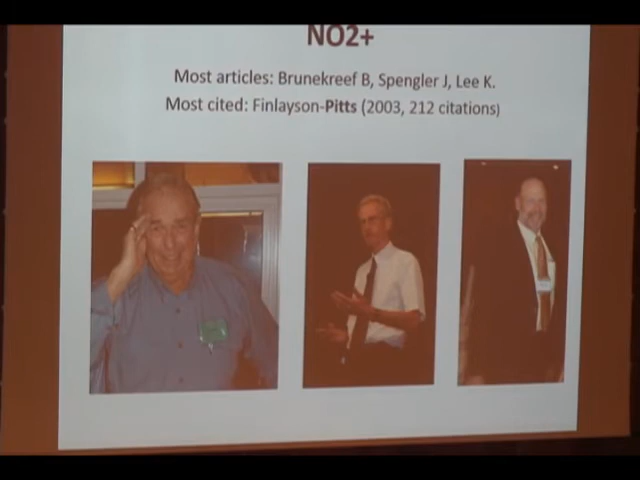 NO2+
Most articles: Brunekreef B, Spengler J, Lee K.
Most cited: Finlayson-Pitts (2003, 212 citations)